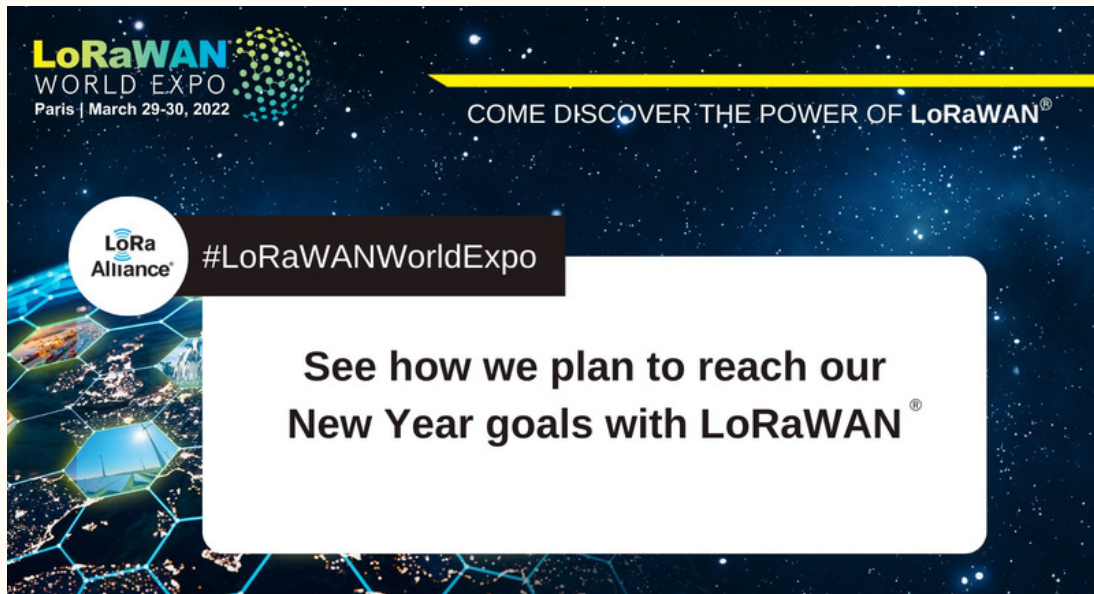 LoRaWAN®
WORLD EXPO
Paris | March 29-30, 2022
COME DISCOVER THE POWER OF LoRaWAN®
LoRa
Alliance®
#LoRaWANWorldExpo
See how we plan to reach our
New Year goals with LoRaWAN®